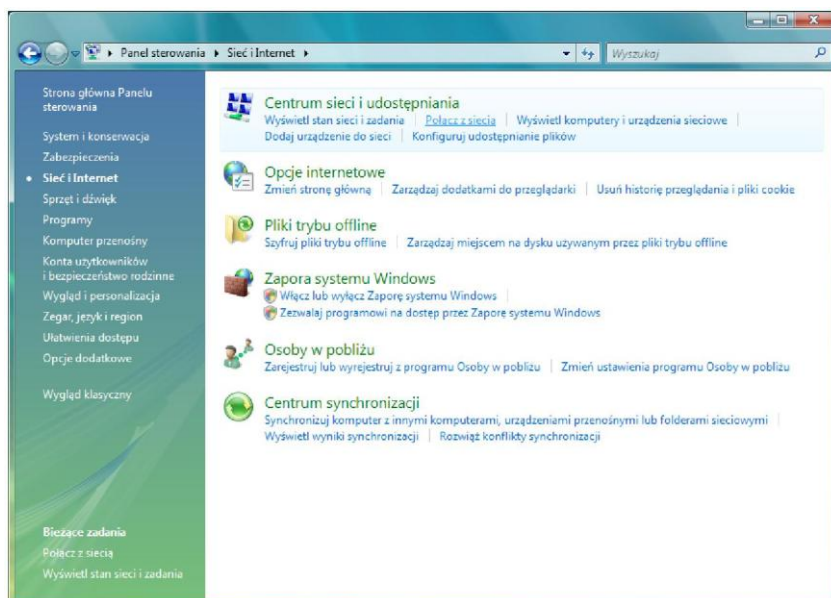 Panel sterowania ▸ Sieć i Internet ▸
Wyszukaj
Strona główna Panelu
sterowania
System i konserwacja
Zabezpieczenia
• Sieć i Internet
Sprzęt i dźwięk
Programy
Komputer przenośny
Konta użytkowników
i bezpieczeństwo rodzinne
Wygląd i personalizacja
Zegar, język i region
Ułatwienia dostępu
Opcje dodatkowe
Wygląd klasyczny
Bieżące zadania
Połącz z siecią
Wyświetl stan sieci i zadania
Centrum sieci i udostępniania
Wyświetl stan sieci i zadania | Połącz z siecią | Wyświetl komputery i urządzenia sieciowe |
Dodaj urządzenie do sieci | Konfiguruj udostępnianie plików
Opcje internetowe
Zmień stronę główną | Zarządzaj dodatkami do przeglądarki | Usuń historię przeglądania i pliki cookie
Pliki trybu offline
Szyfruj pliki trybu offline | Zarządzaj miejscem na dysku używanym przez pliki trybu offline
Zapora systemu Windows
Włącz lub wyłącz Zaporę systemu Windows |
Zezwalaj programowi na dostęp przez Zaporę systemu Windows
Osoby w pobliżu
Zarejestruj lub wyrejestruj z programu Osoby w pobliżu | Zmień ustawienia programu Osoby w pobliżu
Centrum synchronizacji
Synchronizuj komputer z innymi komputerami, urządzeniami przenośnymi lub folderami sieciowymi |
Wyświetl wyniki synchronizacji | Rozwiąż konflikty synchronizacji